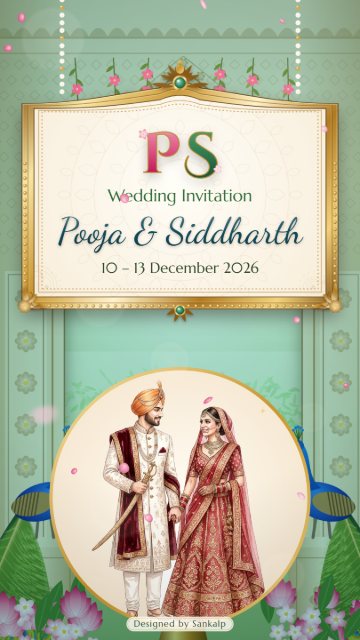 PS
Wedding Invitation
Pooja & Siddharth
10 – 13 December 2026
Designed by Sankalp